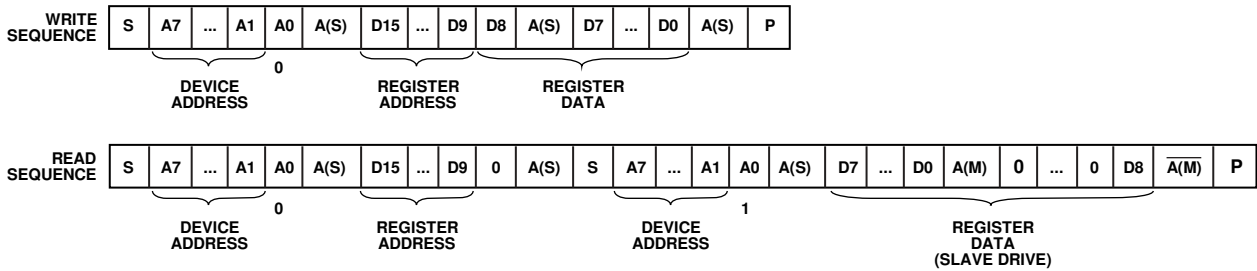 WRITE
SEQUENCE
S A7 ... A1 A0 A(S) D15 ... D9 D8 A(S) D7 ... D0 A(S) P
0
DEVICE
ADDRESS
REGISTER
ADDRESS
REGISTER
DATA
READ
SEQUENCE
S A7 ... A1 A0 A(S) D15 ... D9 0 A(S) S A7 ... A1 A0 A(S) D7 ... D0 A(M) 0 ... 0 D8 A(M) P
0 1
DEVICE
ADDRESS
REGISTER
ADDRESS
DEVICE
ADDRESS
REGISTER
DATA
(SLAVE DRIVE)